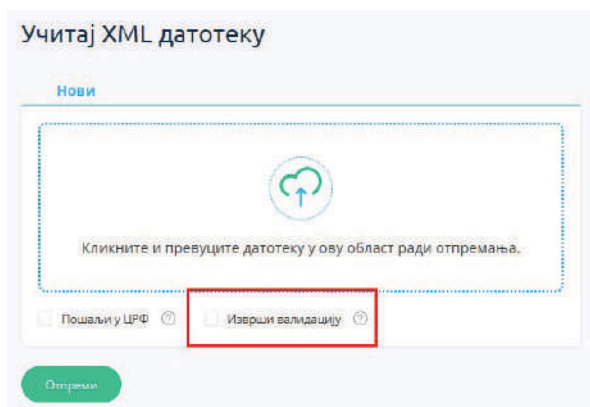 Учитај XML датотеку
Нови
Кликните и превуците датотеку у ову област ради отпремања.
Пошаљи у ЦРФ ? Изврши валидацију ?
Отпреми